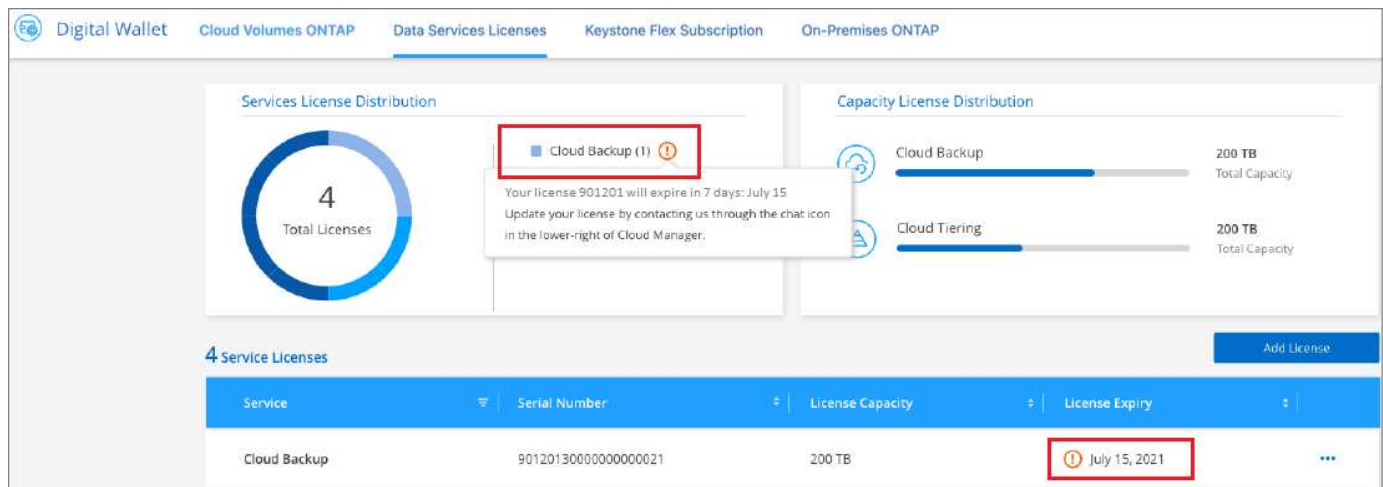 Digital Wallet
Cloud Volumes ONTAP
Data Services Licenses
Keystone Flex Subscription
On-Premises ONTAP
Services License Distribution
4
Total Licenses
Cloud Backup (1)
Your license 901201 will expire in 7 days: July 15
Update your license by contacting us through the chat icon
in the lower-right of Cloud Manager.
Capacity License Distribution
Cloud Backup
200 TB
Total Capacity
Cloud Tiering
200 TB
Total Capacity
4 Service Licenses
Add License
Service
Serial Number
License Capacity
License Expiry
Cloud Backup
90120130000000000021
200 TB
July 15, 2021